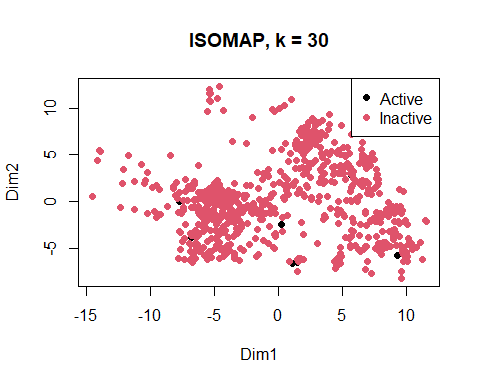 ISOMAP, k = 30
Active
Inactive
10
5
0
-5
Dim2
-15 -10 -5 0 5 10
Dim1